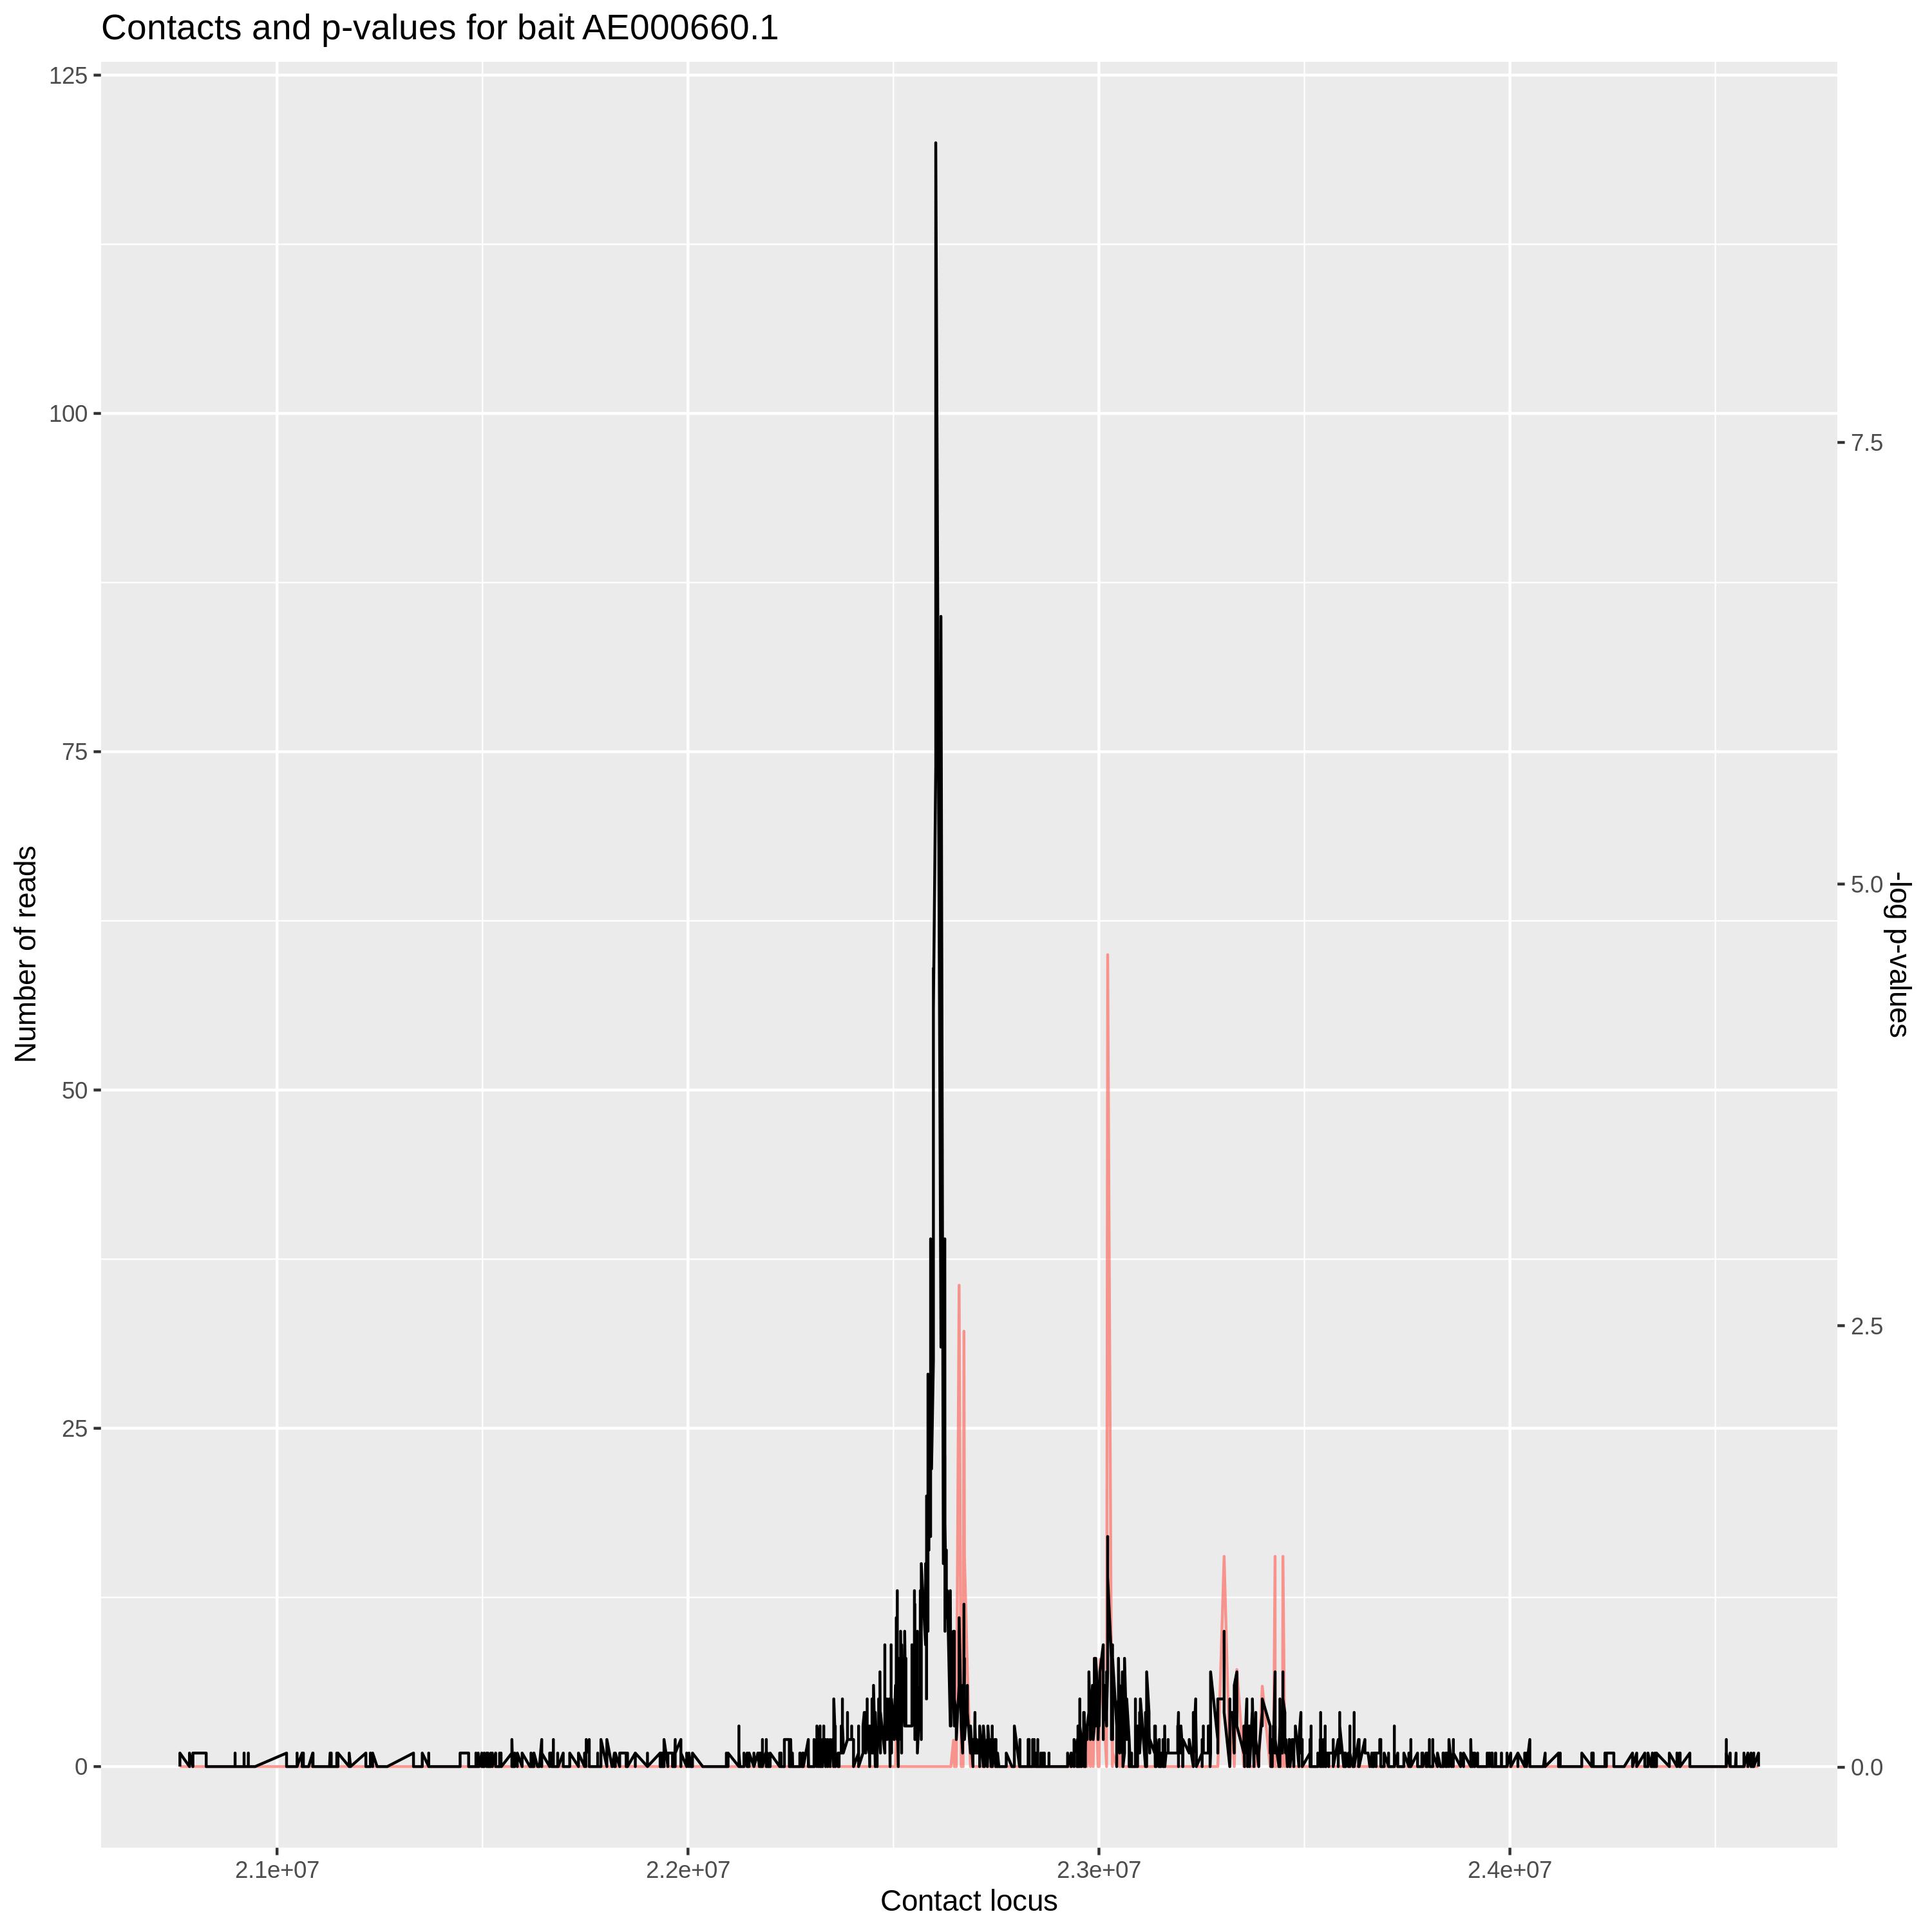 Contacts and p-values for bait AE000660.1
125
100
75
50
25
0
Number of reads
7.5
5.0
2.5
0.0
-log p-values
2.1e+07
2.2e+07
2.3e+07
2.4e+07
Contact locus